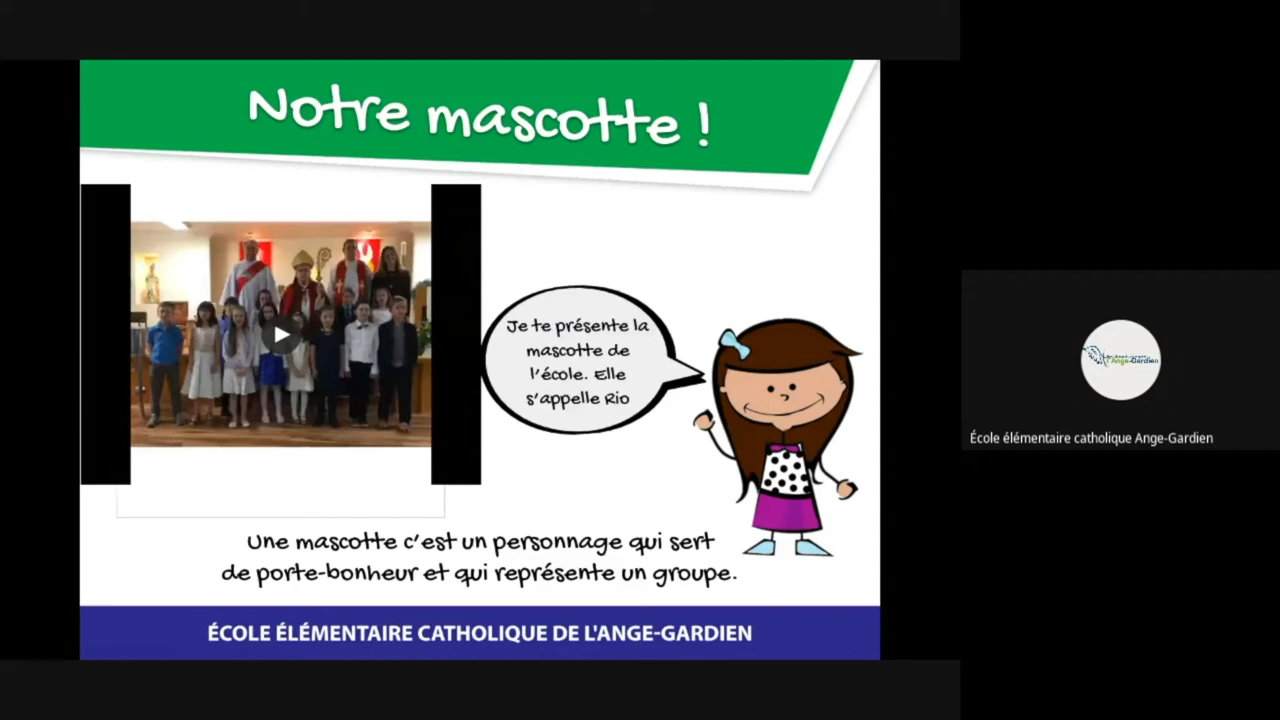 Notre mascotte !
Je te présente la
mascotte de
l'école. Elle
s'appelle Rio
Une mascotte c'est un personnage qui sert
de porte-bonheur et qui représente un groupe.
ÉCOLE ÉLÉMENTAIRE CATHOLIQUE DE L'ANGE-GARDIEN
l'Ange-Gardien
École élémentaire catholique Ange-Gardien